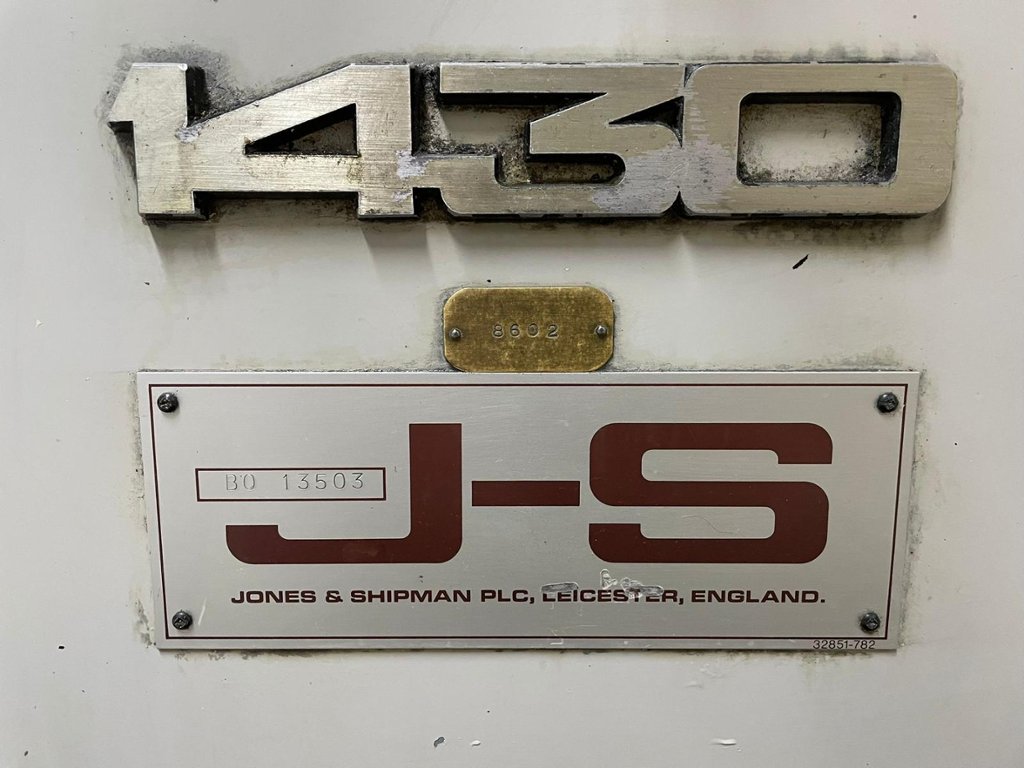 1430
8602
J-S
BO 13503
JONES & SHIPMAN PLC, LEICESTER, ENGLAND.
32851-782